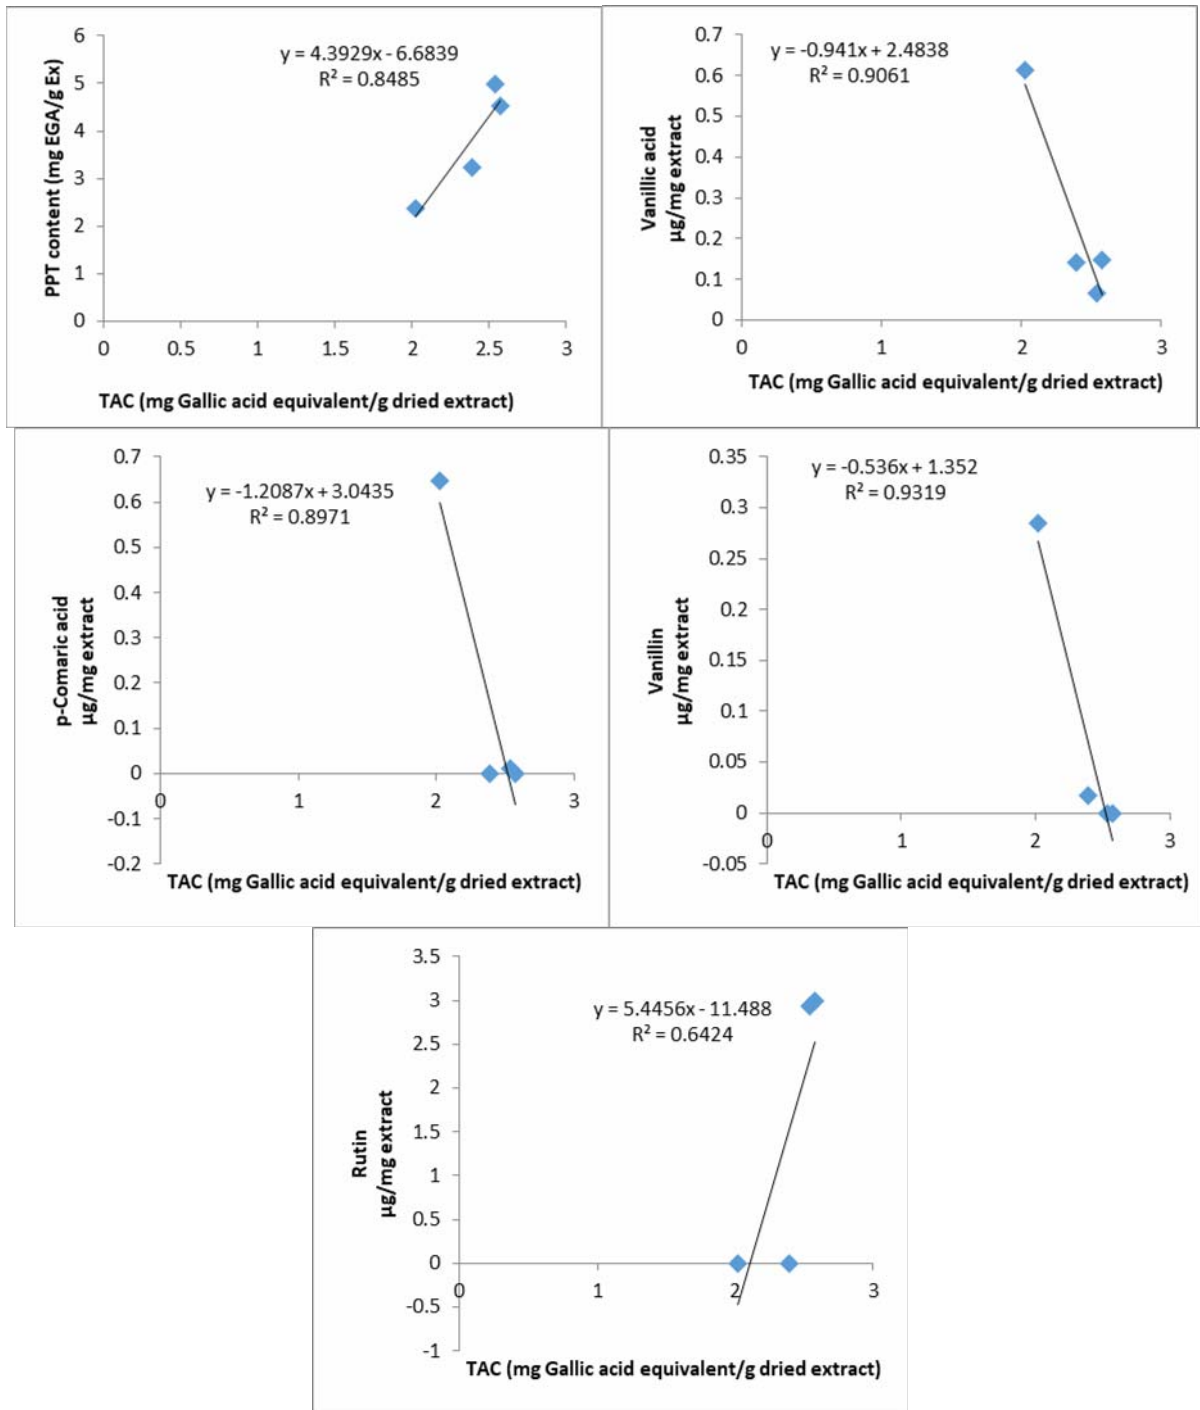 6
5
4
3
2
1
0
PPT content (mg EGA/g Ex)
y = 4.3929x - 6.6839
R² = 0.8485
0 0.5 1 1.5 2 2.5 3
TAC (mg Gallic acid equivalent/g dried extract)
0.7
0.6
0.5
0.4
0.3
0.2
0.1
0
Vanillic acid
µg/mg extract
y = -0.941x + 2.4838
R² = 0.9061
0 1 2 3
TAC (mg Gallic acid equivalent/g dried extract)
0.7
0.6
0.5
0.4
0.3
0.2
0.1
0
-0.1
-0.2
p-Comaric acid
µg/mg extract
y = -1.2087x + 3.0435
R² = 0.8971
0 1 2 3
TAC (mg Gallic acid equivalent/g dried extract)
0.35
0.3
0.25
0.2
0.15
0.1
0.05
0
-0.05
Vanillin
µg/mg extract
y = -0.536x + 1.352
R² = 0.9319
0 1 2 3
TAC (mg Gallic acid equivalent/g dried extract)
3.5
3
2.5
2
1.5
1
0.5
0
-0.5
-1
Rutin
µg/mg extract
y = 5.4456x - 11.488
R² = 0.6424
0 1 2 3
TAC (mg Gallic acid equivalent/g dried extract)